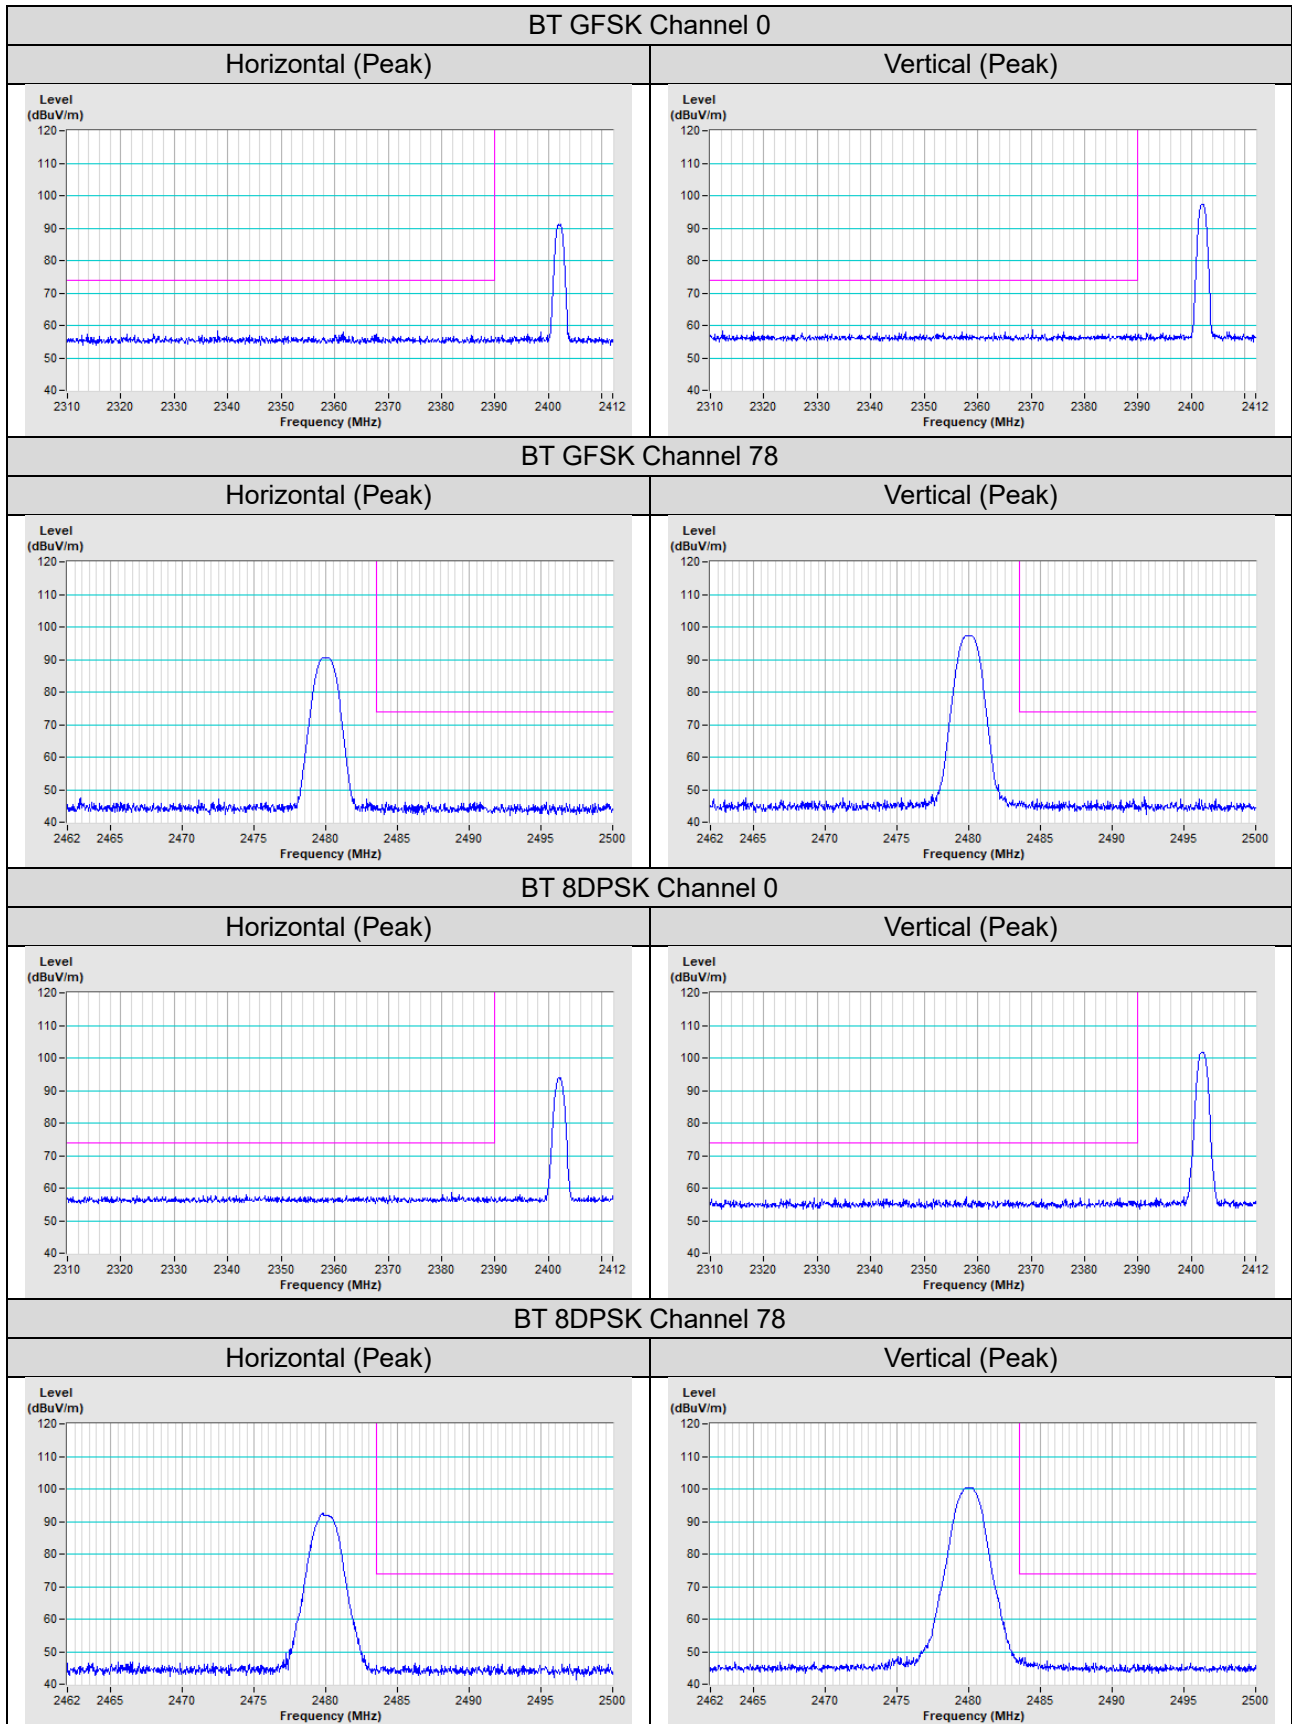 BT GFSK Channel 0
Horizontal (Peak)
Vertical (Peak)
Level
(dBuV/m)
120
110
100
90
80
70
60
50
40
2310 2320 2330 2340 2350 2360 2370 2380 2390 2400 2412
Frequency (MHz)
Level
(dBuV/m)
120
110
100
90
80
70
60
50
40
2310 2320 2330 2340 2350 2360 2370 2380 2390 2400 2412
Frequency (MHz)
BT GFSK Channel 78
Horizontal (Peak)
Vertical (Peak)
Level
(dBuV/m)
120
110
100
90
80
70
60
50
40
2462 2465 2470 2475 2480 2485 2490 2495 2500
Frequency (MHz)
Level
(dBuV/m)
120
110
100
90
80
70
60
50
40
2462 2465 2470 2475 2480 2485 2490 2495 2500
Frequency (MHz)
BT 8DPSK Channel 0
Horizontal (Peak)
Vertical (Peak)
Level
(dBuV/m)
120
110
100
90
80
70
60
50
40
2310 2320 2330 2340 2350 2360 2370 2380 2390 2400 2412
Frequency (MHz)
Level
(dBuV/m)
120
110
100
90
80
70
60
50
40
2310 2320 2330 2340 2350 2360 2370 2380 2390 2400 2412
Frequency (MHz)
BT 8DPSK Channel 78
Horizontal (Peak)
Vertical (Peak)
Level
(dBuV/m)
120
110
100
90
80
70
60
50
40
2462 2465 2470 2475 2480 2485 2490 2495 2500
Frequency (MHz)
Level
(dBuV/m)
120
110
100
90
80
70
60
50
40
2462 2465 2470 2475 2480 2485 2490 2495 2500
Frequency (MHz)